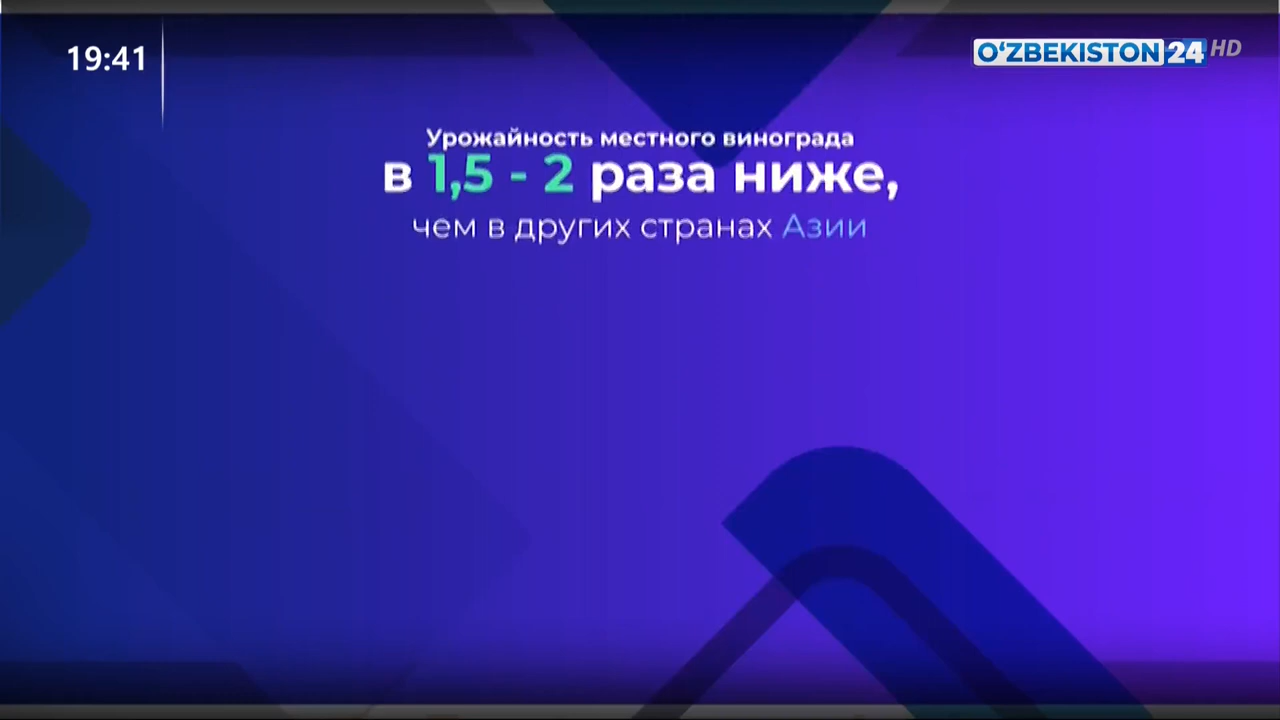 19:41
O‘ZBEKISTON 24 HD
Урожайность местного винограда
в 1,5 - 2 раза ниже,
чем в других странах Азии